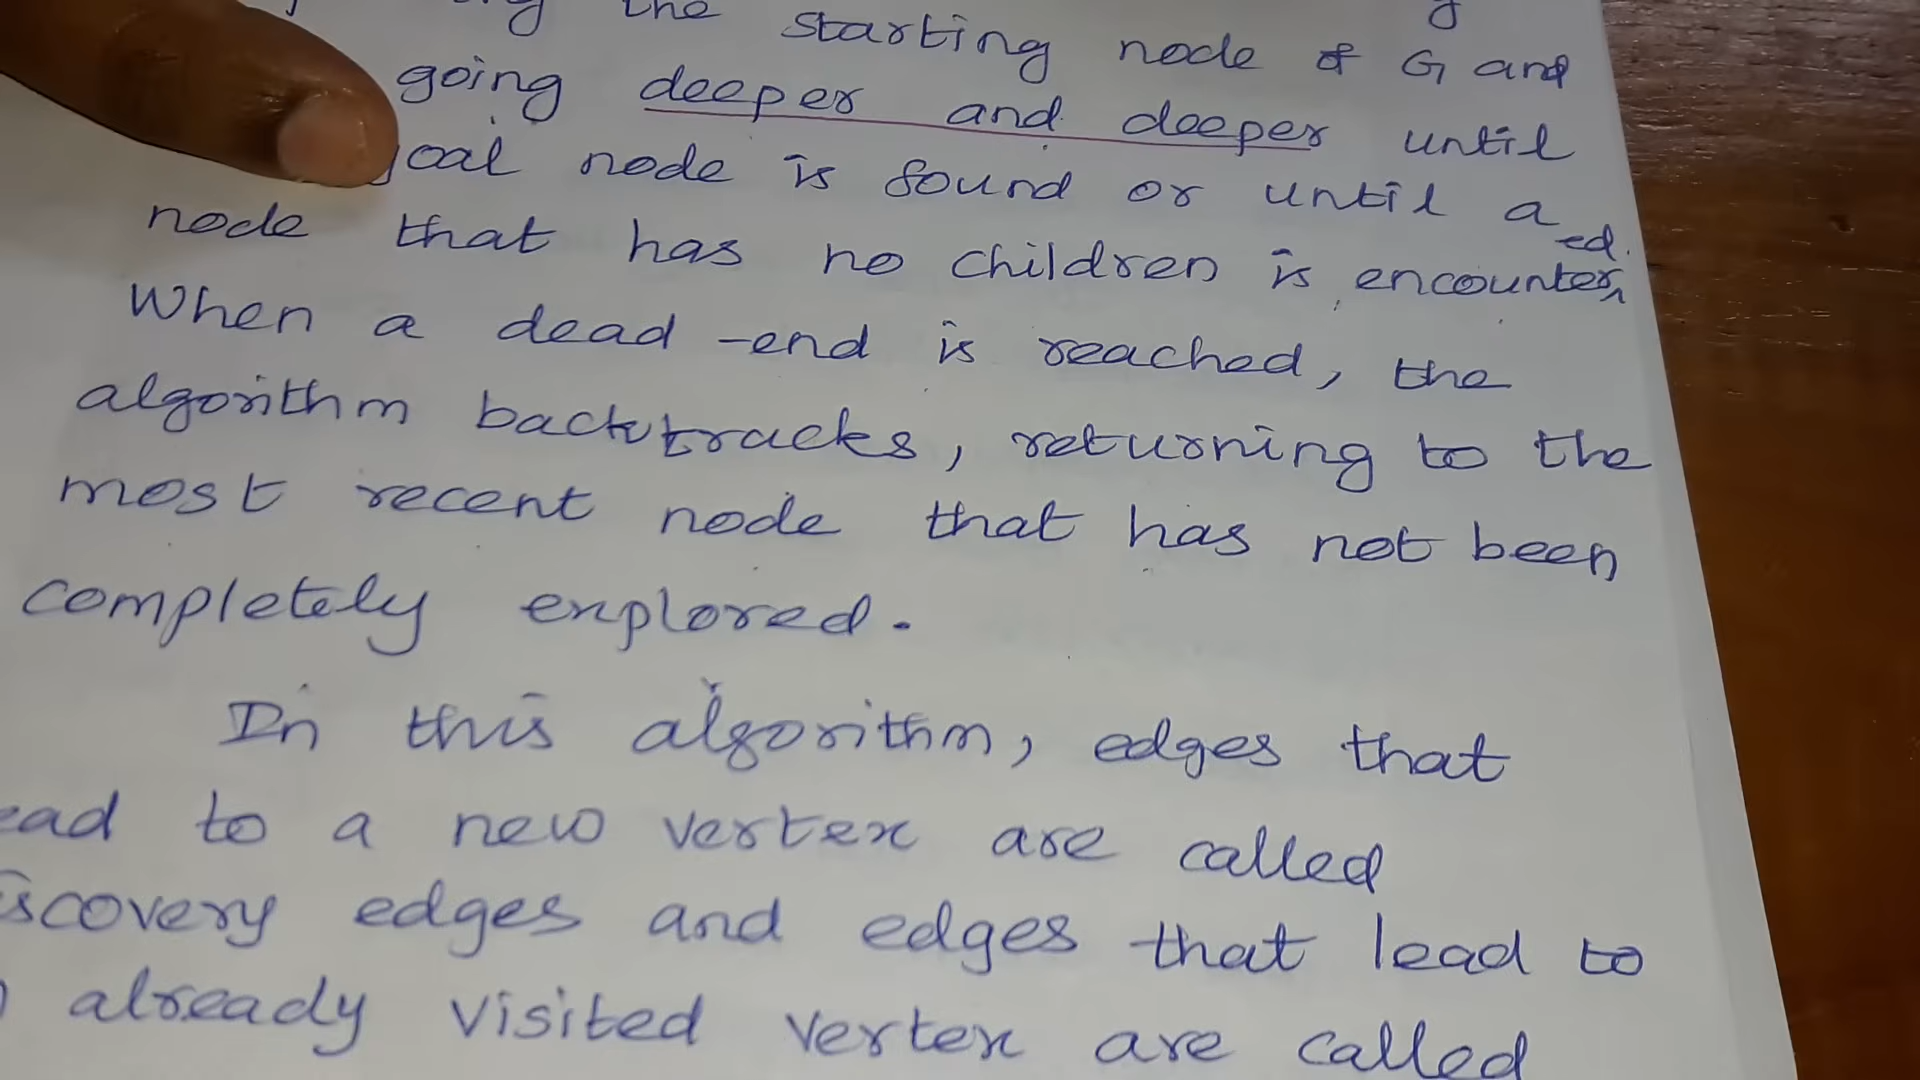 the starting node of G and
going deeper and deeper until
goal node is found or until a
node that has no children is encountered.
When a dead-end is reached, the
algorithm backtracks, returning to the
most recent node that has not been
completely explored.
In this algorithm, edges that
ead to a new vertex are called
iscovery edges and edges that lead to
already visited vertex are called